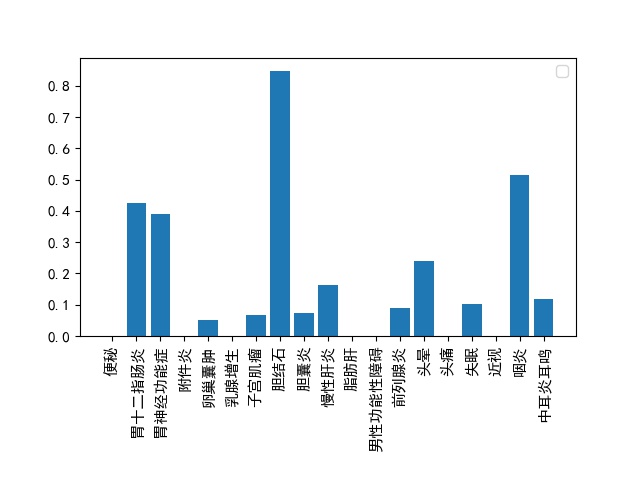 0.8
0.7
0.6
0.5
0.4
0.3
0.2
0.1
0.0
便秘
胃十二指肠炎
胃神经功能症
附件炎
卵巢囊肿
乳腺增生
子宫肌瘤
胆结石
胆囊炎
慢性肝炎
脂肪肝
男性功能性障碍
前列腺炎
头晕
头痛
失眠
近视
咽炎
中耳炎耳鸣